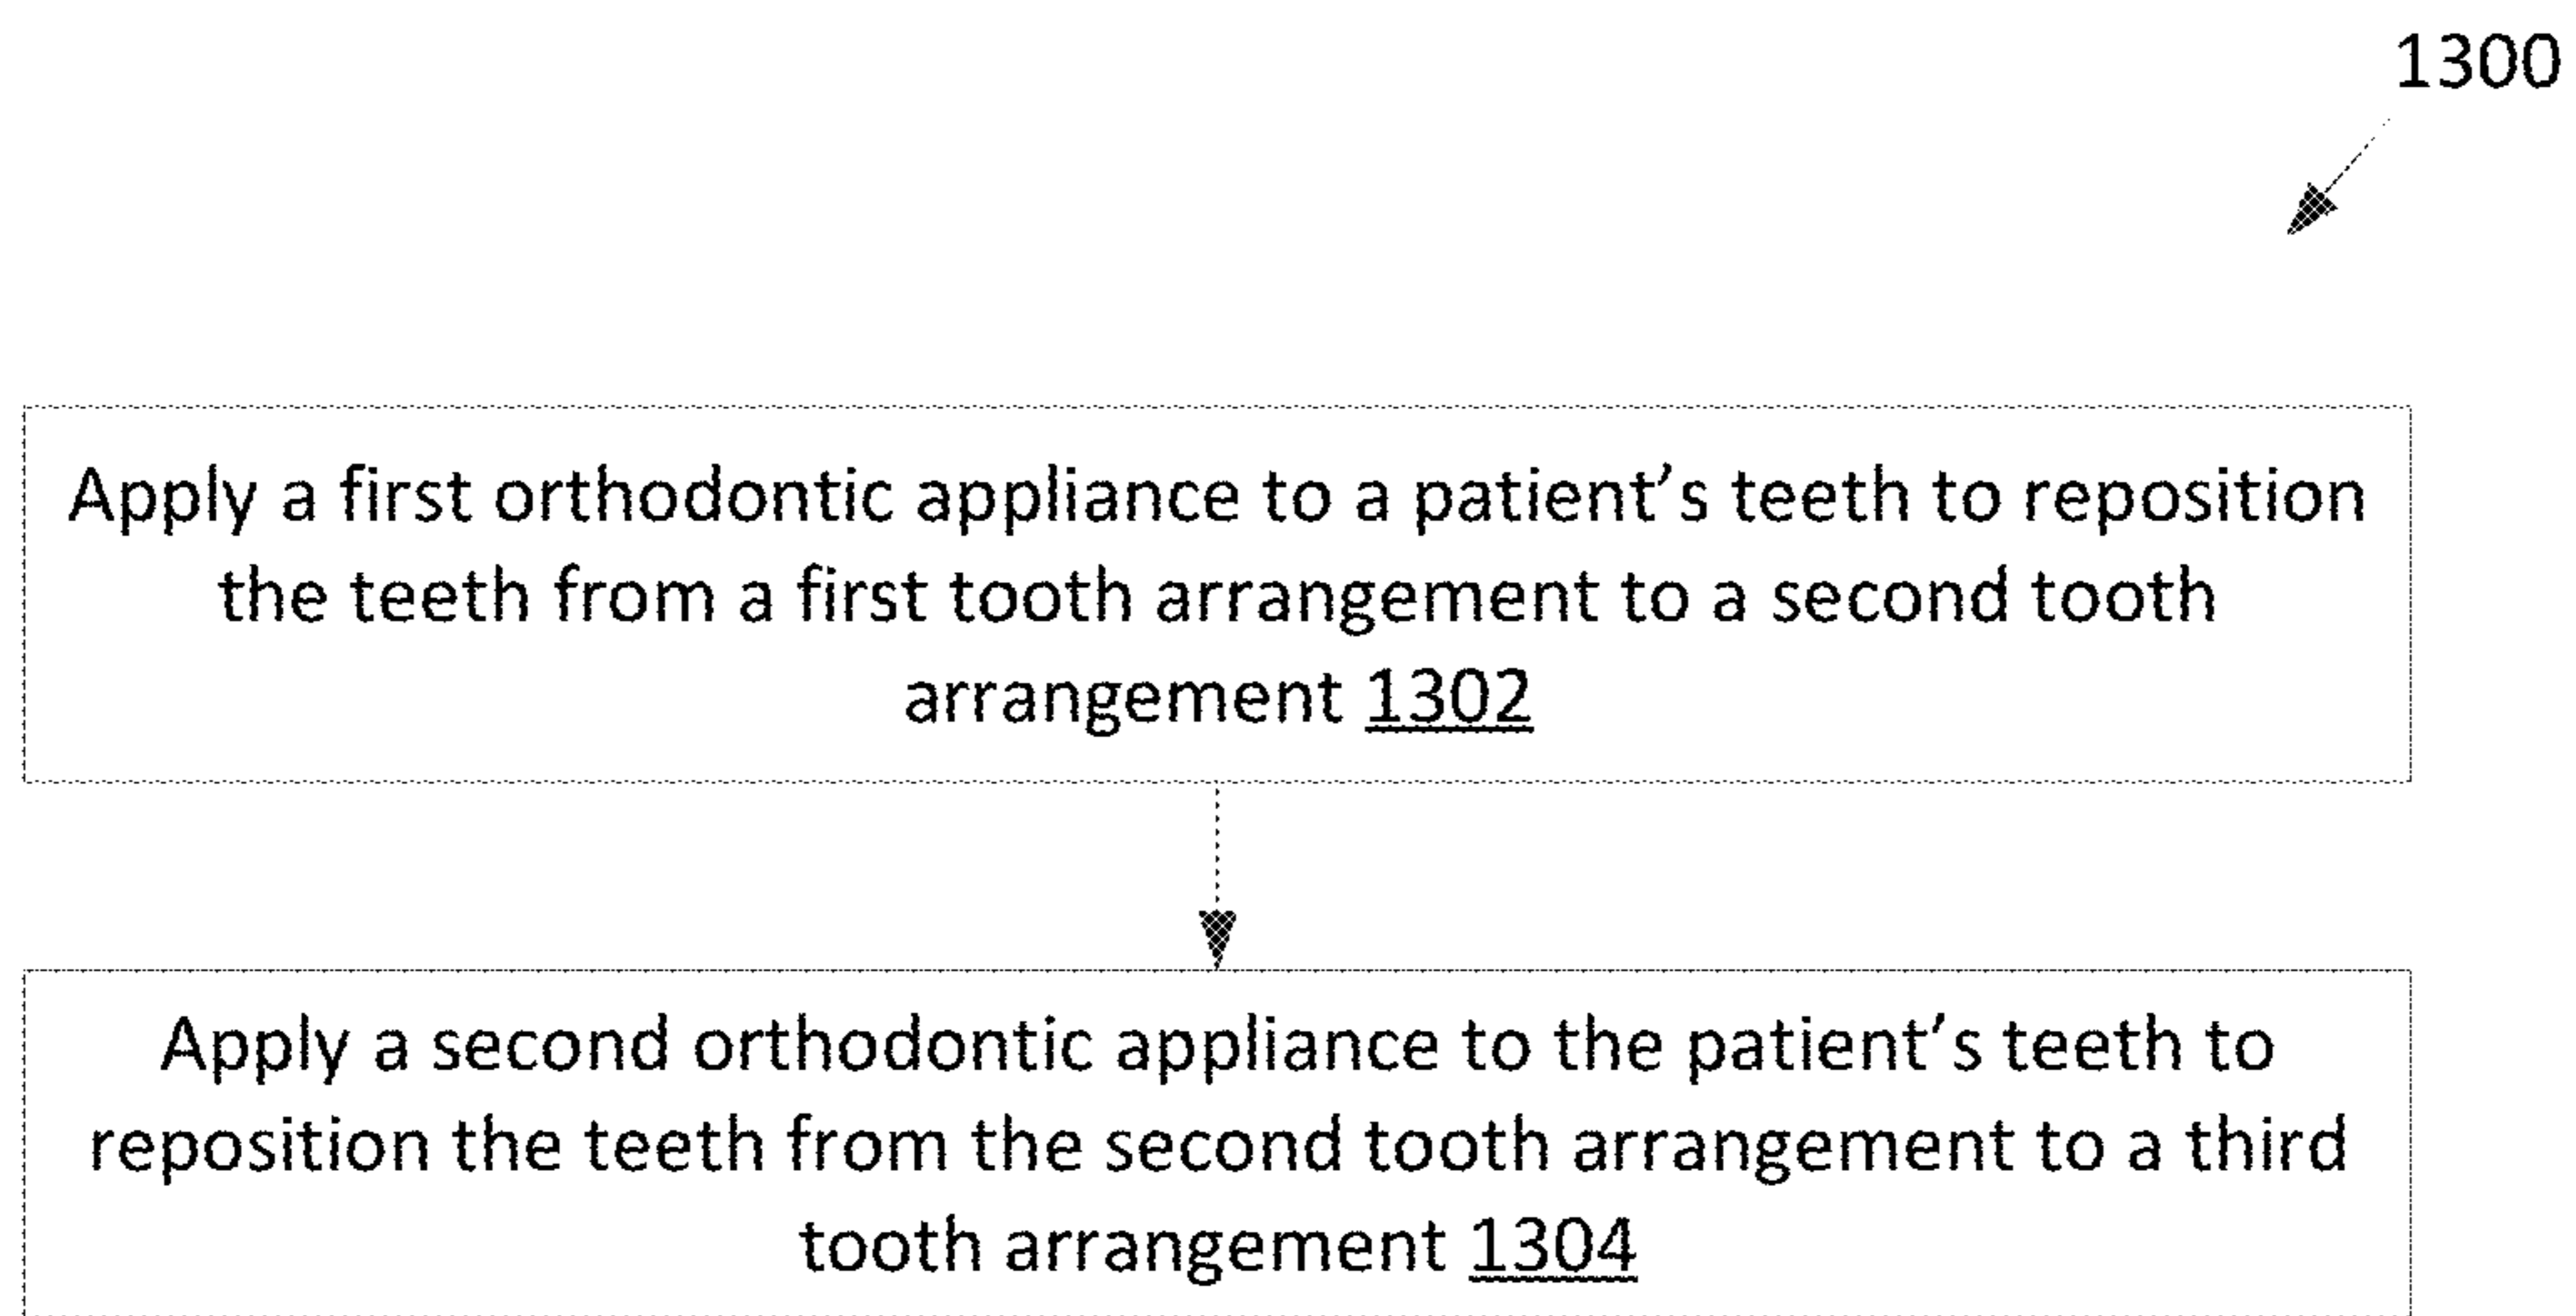 1300
Apply a first orthodontic appliance to a patient’s teeth to reposition
the teeth from a first tooth arrangement to a second tooth
arrangement 1302
Apply a second orthodontic appliance to the patient’s teeth to
reposition the teeth from the second tooth arrangement to a third
tooth arrangement 1304